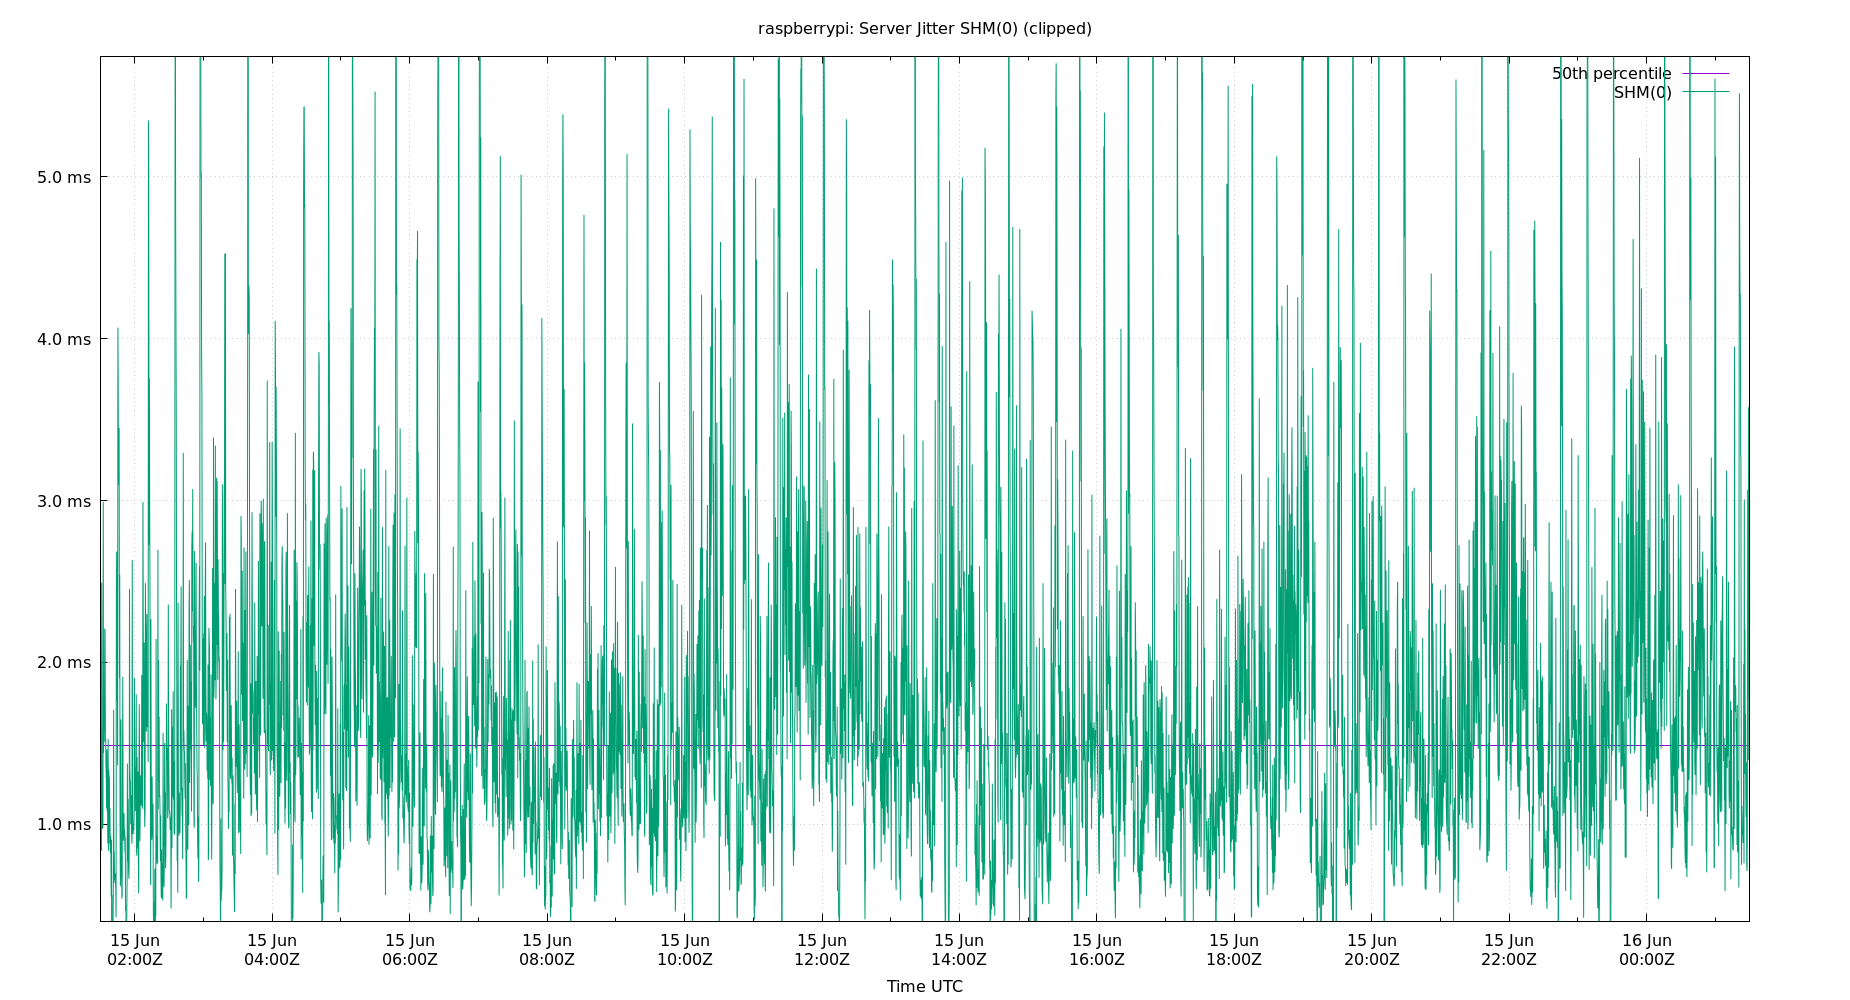 raspberrypi: Server Jitter SHM(0) (clipped)
50th percentile
SHM(0)
5.0 ms
4.0 ms
3.0 ms
2.0 ms
1.0 ms
15 Jun 15 Jun 15 Jun 15 Jun 15 Jun 15 Jun 15 Jun 15 Jun 15 Jun 15 Jun 15 Jun 16 Jun
02:00Z 04:00Z 06:00Z 08:00Z 10:00Z 12:00Z 14:00Z 16:00Z 18:00Z 20:00Z 22:00Z 00:00Z
Time UTC